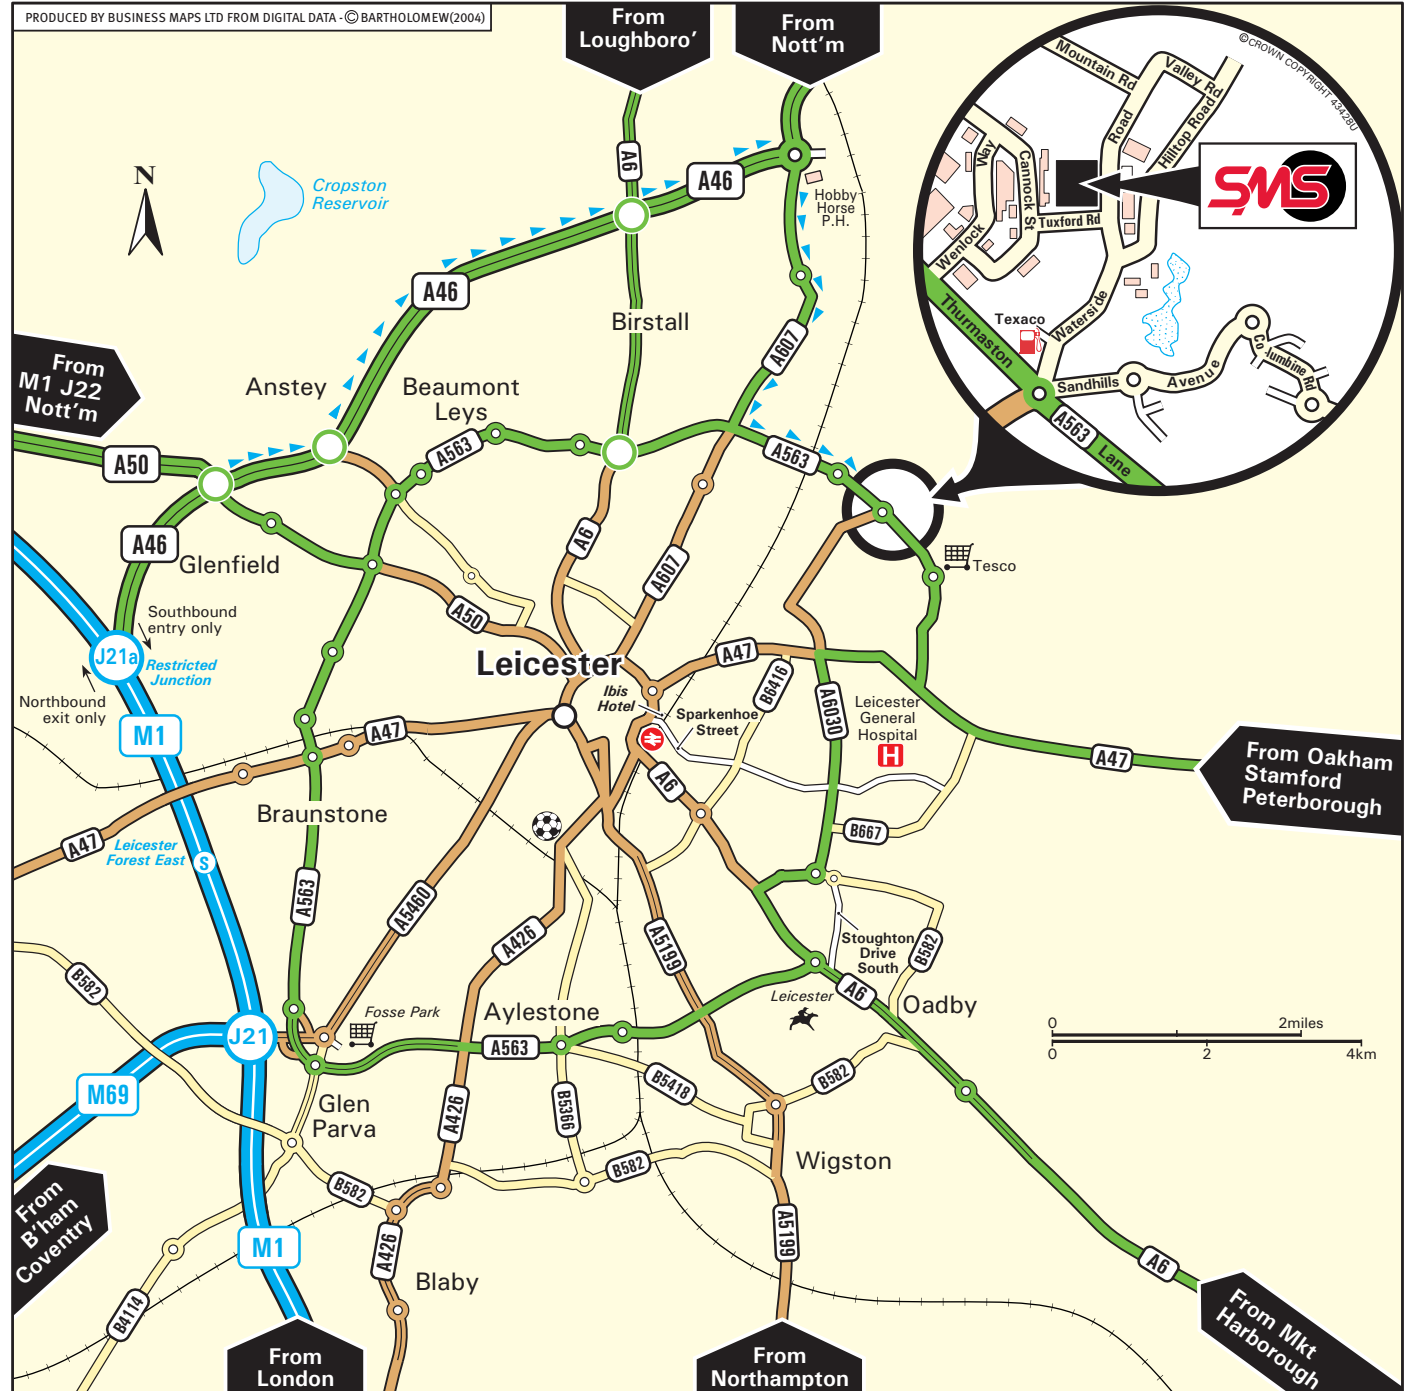 PRODUCED BY BUSINESS MAPS LTD FROM DIGITAL DATA - © BARTHOLOMEW(2004)
From
Loughboro'
From
Nott'm
©CROWN COPYRIGHT 43428U
Mountain Rd
Valley Rd
Hilltop Road
Road
Way
Cannock St
Tuxford Rd
Wenlock
SMS
Thurmaston
Lane
Texaco
Waterside
Sandhills
Avenue
Columbine Rd
A563
N
Cropston
Reservoir
A6
A46
Hobby
Horse
P.H.
A46
Birstall
A607
From
M1 J22
Nott'm
Anstey
Beaumont
Leys
A50
A563
A563
A46
Glenfield
A6
A607
Tesco
Southbound
entry only
A50
J21a
Restricted
Junction
Northbound
exit only
M1
Leicester
A47
B6416
Ibis
Hotel
Sparkenhoe
Street
A6030
Leicester
General
Hospital
H
A47
A47
From Oakham
Stamford
Peterborough
A6
Braunstone
A47
Leicester
Forest East
S
B667
A563
A5460
A426
A5199
Stoughton
Drive
South
B582
B582
Fosse Park
Aylestone
Leicester
A6
Oadby
J21
A563
0
2miles
0
2
4km
M69
Glen
Parva
A426
B5366
B5418
B582
Wigston
B582
B582
From
B'ham
Coventry
M1
A426
A5199
Blaby
A6
B4114
From
London
From
Northampton
From Mkt
Harborough